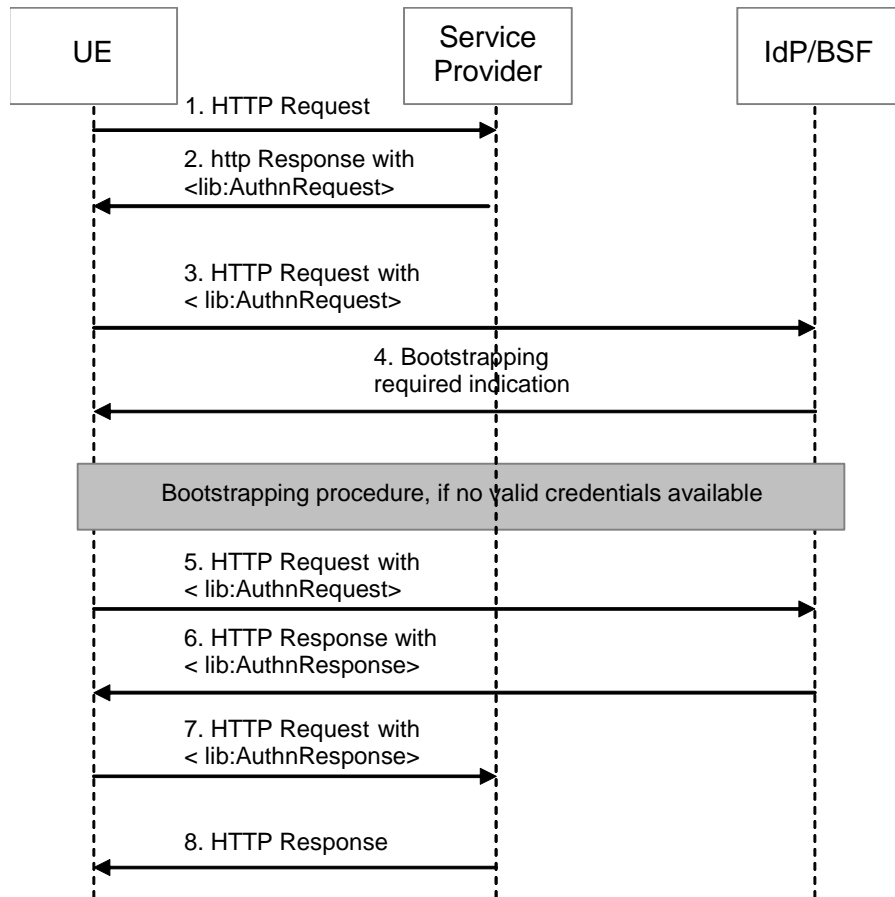 UE
Service
Provider
IdP/BSF
1. HTTP Request
2. http Response with
<lib:AuthnRequest>
3. HTTP Request with
< lib:AuthnRequest>
4. Bootstrapping
required indication
Bootstrapping procedure, if no valid credentials available
5. HTTP Request with
< lib:AuthnRequest>
6. HTTP Response with
< lib:AuthnResponse>
7. HTTP Request with
< lib:AuthnResponse>
8. HTTP Response